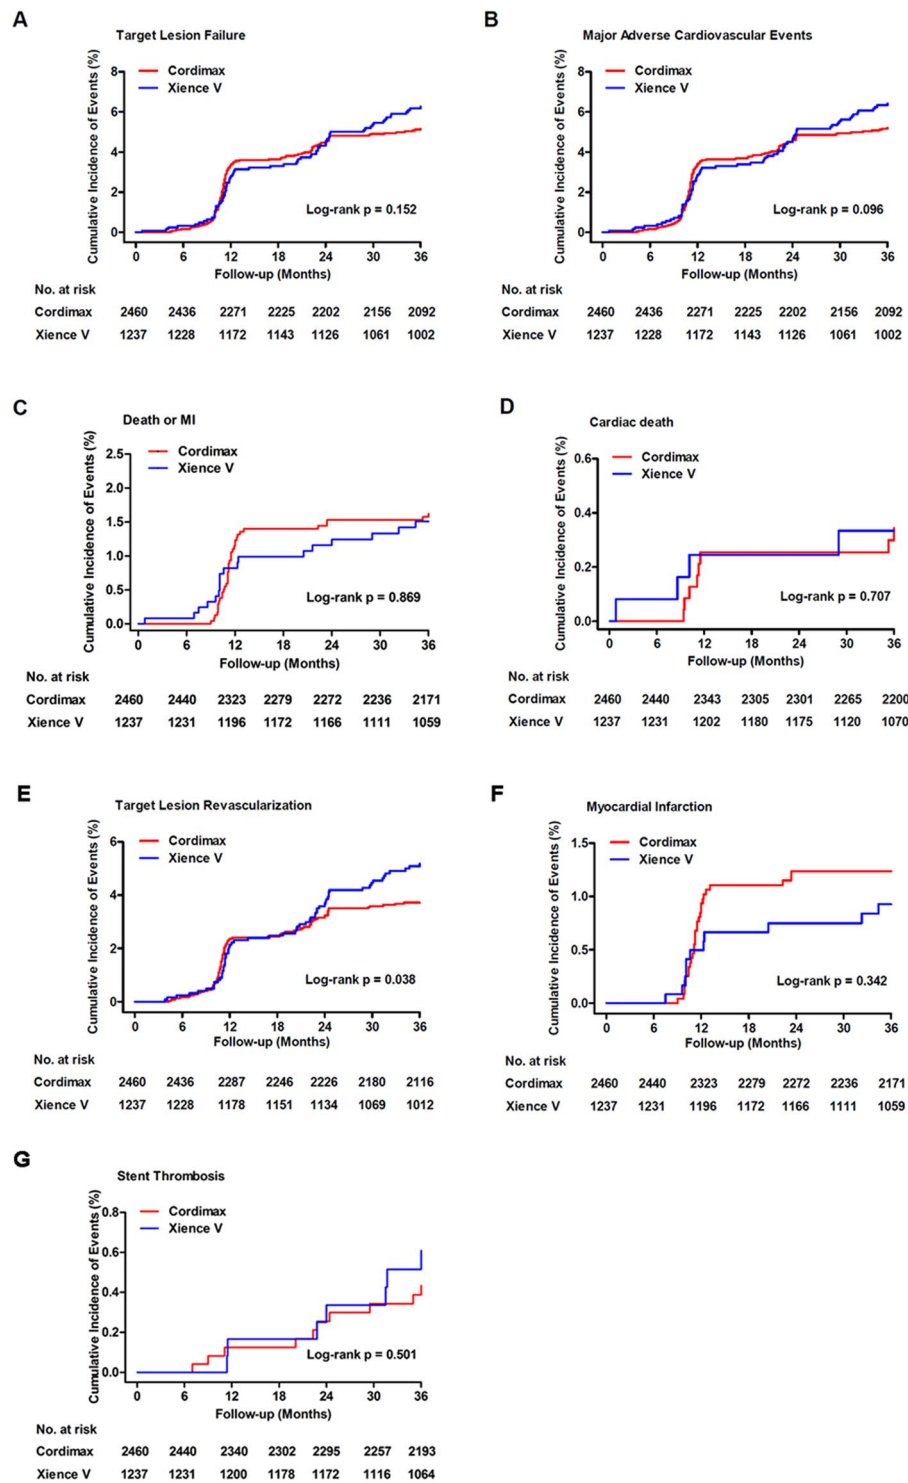 A
Target Lesion Failure
Cumulative Incidence of Events (%)
8
6
4
2
0
Cordimax
Xience V
Log-rank p = 0.152
0 6 12 18 24 30 36
Follow-up (Months)
No. at risk
Cordimax 2460 2436 2271 2225 2202 2156 2092
Xience V 1237 1228 1172 1143 1126 1061 1002
B
Major Adverse Cardiovascular Events
Cumulative Incidence of Events (%)
8
6
4
2
0
Cordimax
Xience V
Log-rank p = 0.096
0 6 12 18 24 30 36
Follow-up (Months)
No. at risk
Cordimax 2460 2436 2271 2225 2202 2156 2092
Xience V 1237 1228 1172 1143 1126 1061 1002
C
Death or MI
Cumulative Incidence of Events (%)
2.5
2.0
1.5
1.0
0.5
0.0
Cordimax
Xience V
Log-rank p = 0.869
0 6 12 18 24 30 36
Follow-up (Months)
No. at risk
Cordimax 2460 2440 2323 2279 2272 2236 2171
Xience V 1237 1231 1196 1172 1166 1111 1059
D
Cardiac death
Cumulative Incidence of Events (%)
0.6
0.4
0.2
0.0
Cordimax
Xience V
Log-rank p = 0.707
0 6 12 18 24 30 36
Follow-up (Months)
No. at risk
Cordimax 2460 2440 2343 2305 2301 2265 2200
Xience V 1237 1231 1202 1180 1175 1120 1070
E
Target Lesion Revascularization
Cumulative Incidence of Events (%)
6
4
2
0
Cordimax
Xience V
Log-rank p = 0.038
0 6 12 18 24 30 36
Follow-up (Months)
No. at risk
Cordimax 2460 2436 2287 2246 2226 2180 2116
Xience V 1237 1228 1178 1151 1134 1069 1012
F
Myocardial Infarction
Cumulative Incidence of Events (%)
1.5
1.0
0.5
0.0
Cordimax
Xience V
Log-rank p = 0.342
0 6 12 18 24 30 36
Follow-up (Months)
No. at risk
Cordimax 2460 2440 2323 2279 2272 2236 2171
Xience V 1237 1231 1196 1172 1166 1111 1059
G
Stent Thrombosis
Cumulative Incidence of Events (%)
0.8
0.6
0.4
0.2
0.0
Cordimax
Xience V
Log-rank p = 0.501
0 6 12 18 24 30 36
Follow-up (Months)
No. at risk
Cordimax 2460 2440 2340 2302 2295 2257 2193
Xience V 1237 1231 1200 1178 1172 1116 1064